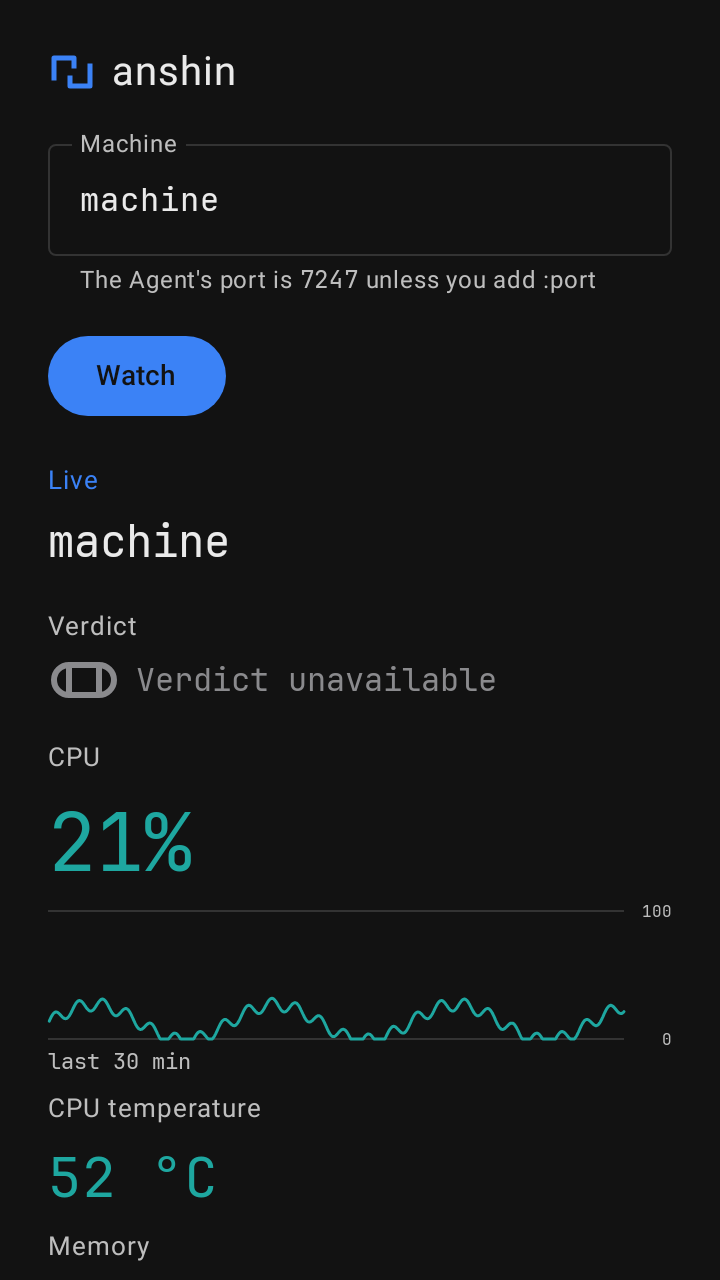 anshin
Machine
machine
The Agent's port is 7247 unless you add :port
Watch
Live
machine
Verdict
Verdict unavailable
CPU
21%
100
0
last 30 min
CPU temperature
52 °C
Memory